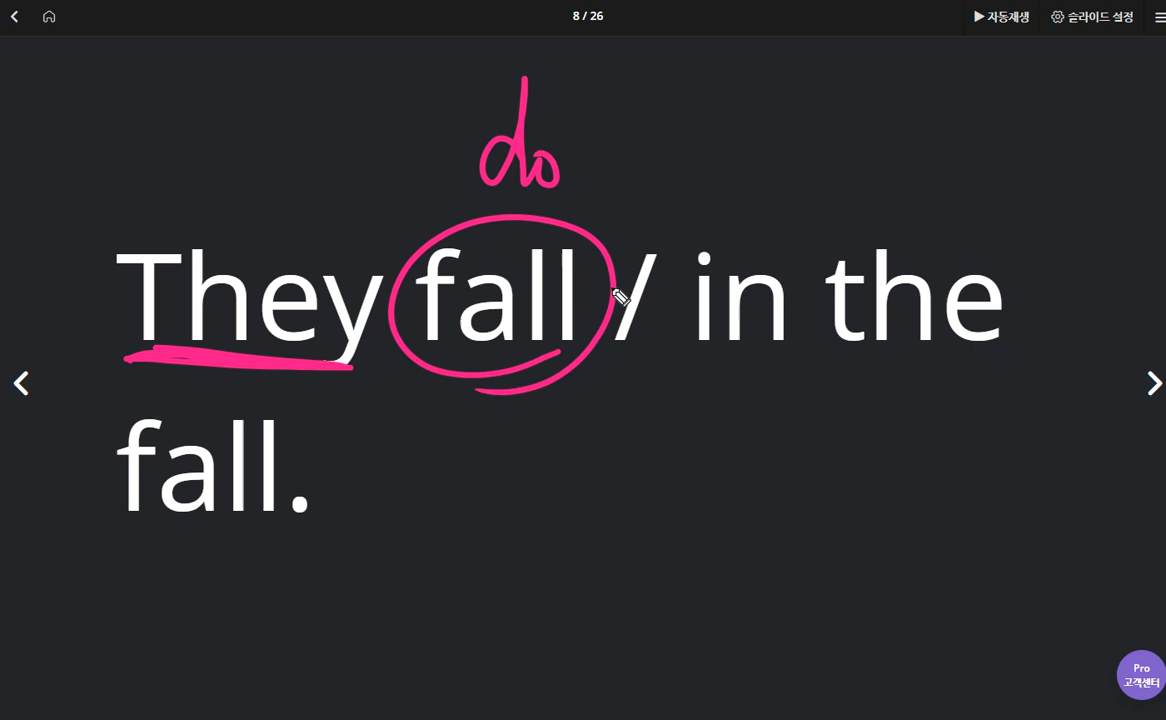 8 / 26
▶ 자동재생
슬라이드 설정
do
They fall / in the
fall.
Pro
고객센터